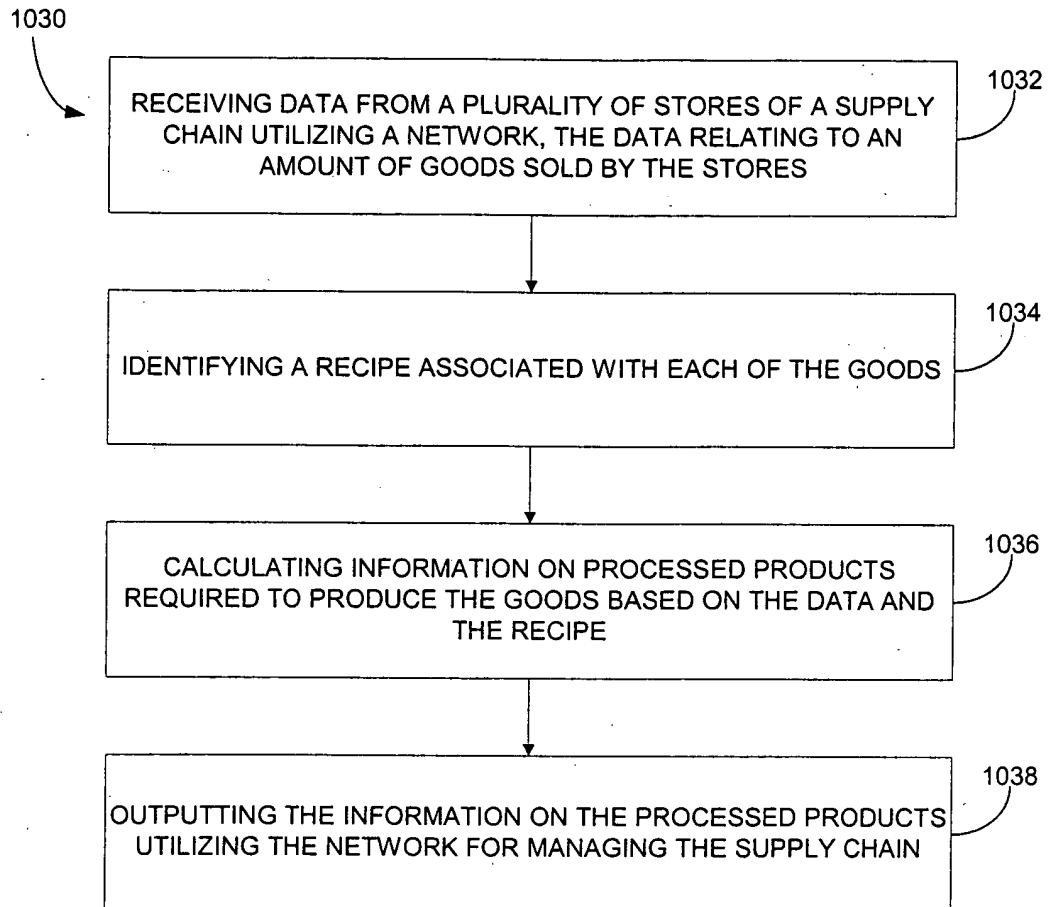 1030
1032
RECEIVING DATA FROM A PLURALITY OF STORES OF A SUPPLY
CHAIN UTILIZING A NETWORK, THE DATA RELATING TO AN
AMOUNT OF GOODS SOLD BY THE STORES
1034
IDENTIFYING A RECIPE ASSOCIATED WITH EACH OF THE GOODS
1036
CALCULATING INFORMATION ON PROCESSED PRODUCTS
REQUIRED TO PRODUCE THE GOODS BASED ON THE DATA AND
THE RECIPE
1038
OUTPUTTING THE INFORMATION ON THE PROCESSED PRODUCTS
UTILIZING THE NETWORK FOR MANAGING THE SUPPLY CHAIN